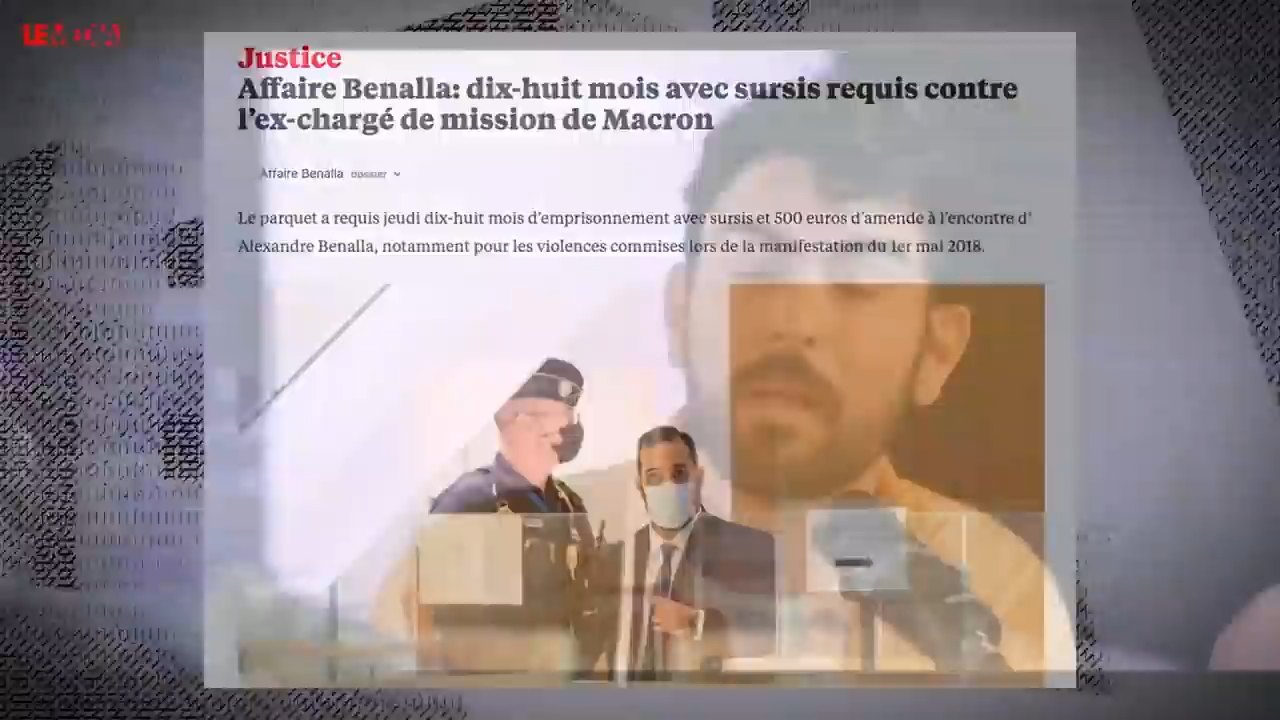 LEMEDIA
Justice
Affaire Benalla: dix-huit mois avec sursis requis contre
l’ex-chargé de mission de Macron
Affaire Benalla DOSSIER
Le parquet a requis jeudi dix-huit mois d’emprisonnement avec sursis et 500 euros d’amende à l’encontre d’
Alexandre Benalla, notamment pour les violences commises lors de la manifestation du 1er mai 2018.